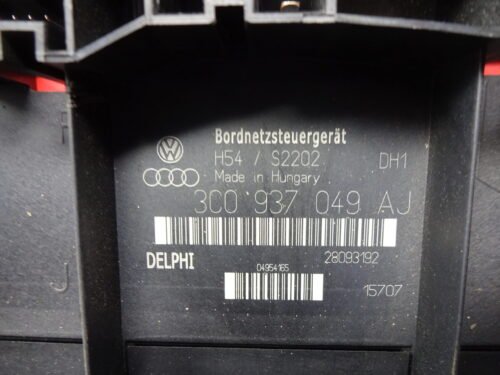 Bordnetzsteuergerät
H54 / S2202 DH1
Made in Hungary
3C0 937 049 AJ
DELPHI 28093192
04954165
15707